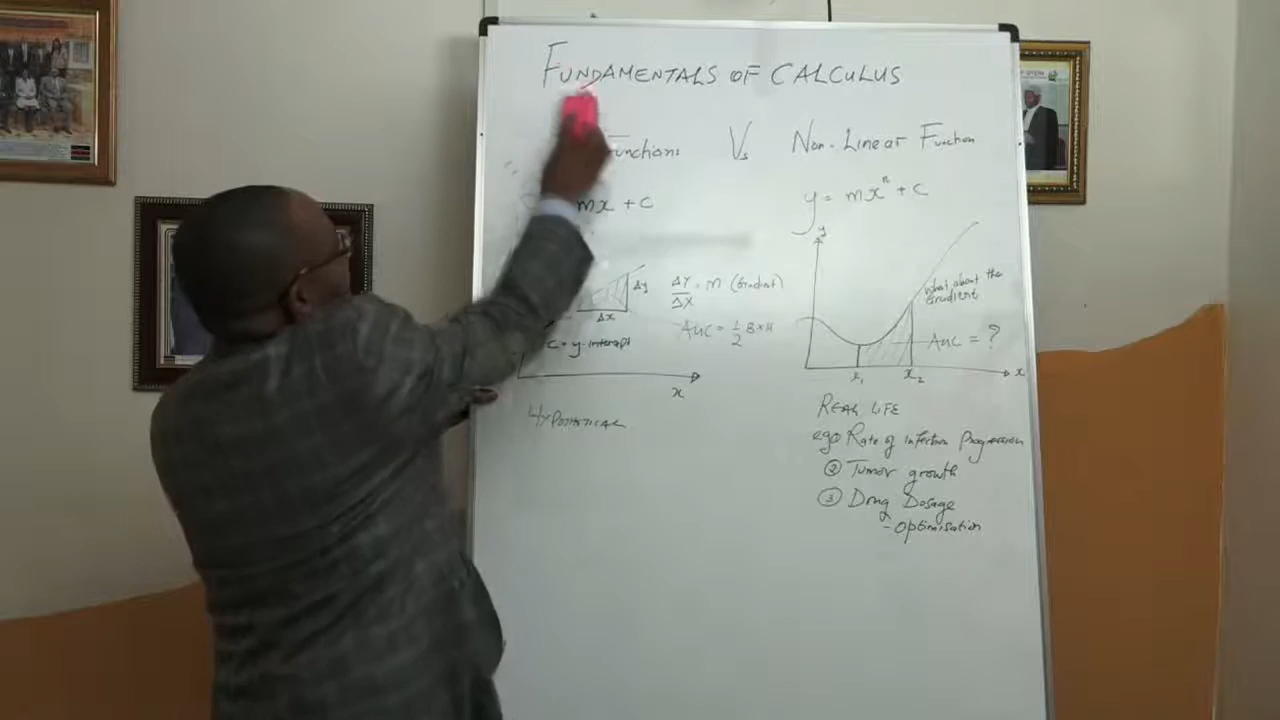 FUNDAMENTALS OF CALCULUS
Functions Vs Non-Linear Function
mx + c
y = mxⁿ + c
y
Δy
Δx
ΔY/ΔX = m (Gradient)
AUC = 1/2 B × H
C = y-intercept
x
HYPOTHETICAL
What about the
Gradient
AUC = ?
x₁
x₂
x
REAL LIFE
eg① Rate of infection Progression
② Tumor growth
③ Drug Dosage
- optimisation